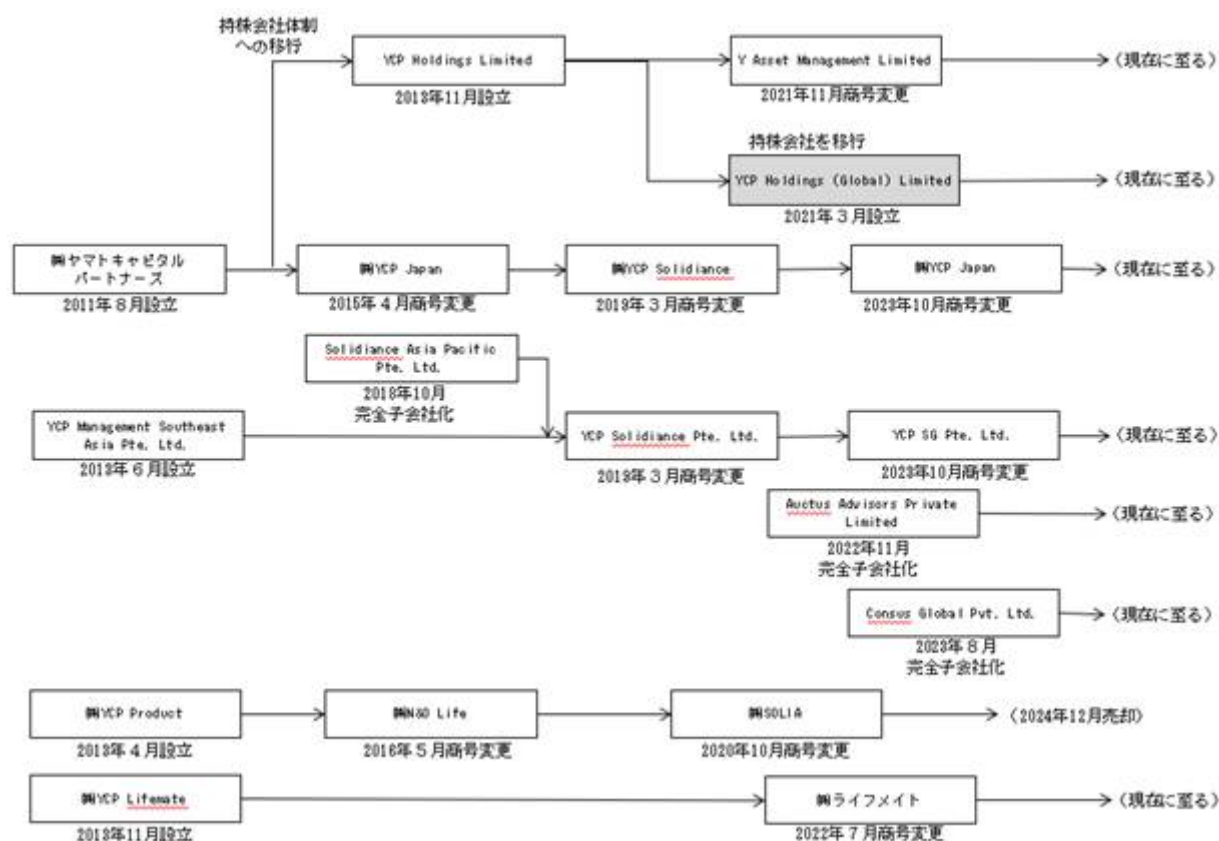 持株会社体制
への移行
YCP Holdings Limited
2013年11月設立
Y Asset Management Limited
2021年11月商号変更
(現在に至る)
持株会社を移行
YCP Holdings (Global) Limited
2021年3月設立
(現在に至る)
㈱ヤマトキャピタル
パートナーズ
2011年8月設立
㈱YCP Japan
2015年4月商号変更
㈱YCP Solidiance
2019年3月商号変更
㈱YCP Japan
2023年10月商号変更
(現在に至る)
Solidiance Asia Pacific
Pte. Ltd.
2018年10月
完全子会社化
YCP Management Southeast
Asia Pte. Ltd.
2013年6月設立
YCP Solidiance Pte. Ltd.
2019年3月商号変更
YCP SG Pte. Ltd.
2023年10月商号変更
(現在に至る)
Auctus Advisors Private
Limited
2022年11月
完全子会社化
(現在に至る)
Consus Global Pvt. Ltd.
2023年8月
完全子会社化
(現在に至る)
㈱YCP Product
2013年4月設立
㈱N&O Life
2016年5月商号変更
㈱SOLIA
2020年10月商号変更
(2024年12月売却)
㈱YCP Lifemate
2013年11月設立
㈱ライフメイト
2022年7月商号変更
(現在に至る)